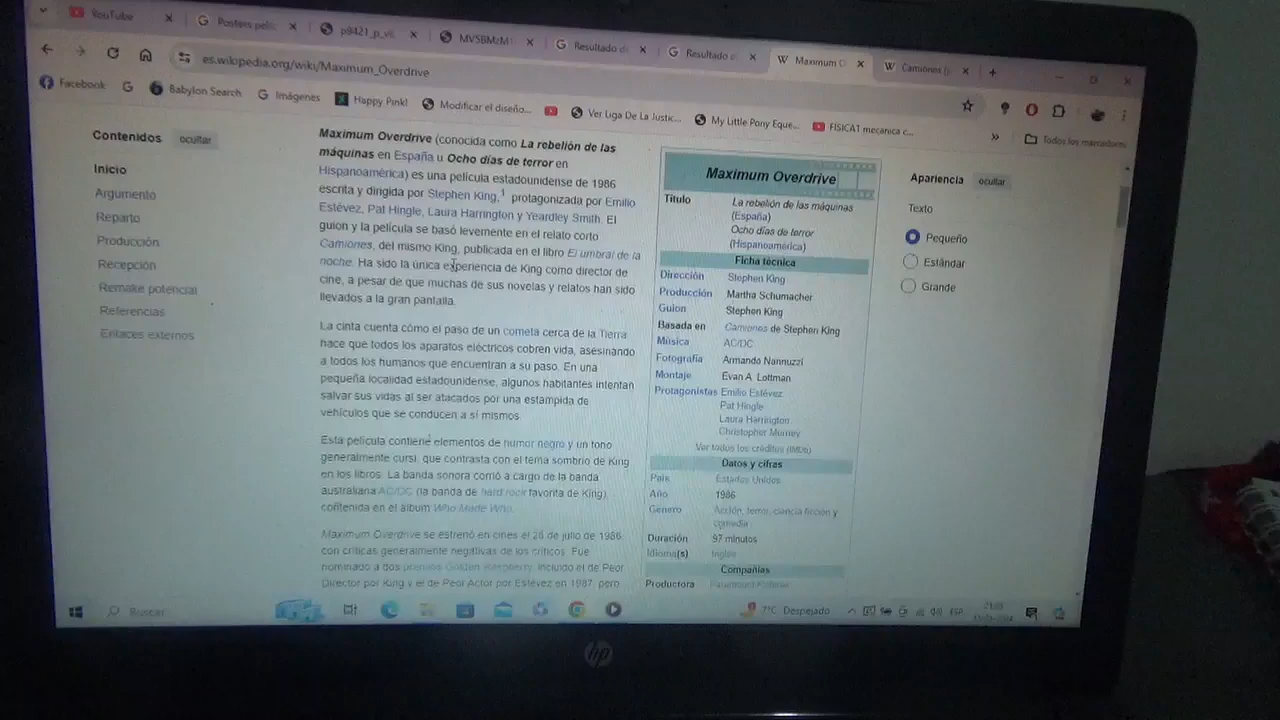 YouTube
Posters pelíc
p8421_p_v8
MV5BMzM
Resultado d
Resultado d
Maximum O
Camiones (
es.wikipedia.org/wiki/Maximum_Overdrive
Facebook
Babylon Search
Imágenes
Happy Pink!
Modificar el diseño...
Ver Liga De La Justic...
My Little Pony Eque...
FISICA1 mecanica c...
Todos los marcadores
Contenidos ocultar
Inicio
Argumento
Reparto
Producción
Recepción
Remake potencial
Referencias
Enlaces externos
Maximum Overdrive (conocida como La rebelión de las
máquinas en España u Ocho días de terror en
Hispanoamérica) es una película estadounidense de 1986
escrita y dirigida por Stephen King,1 protagonizada por Emilio
Estévez, Pat Hingle, Laura Harrington y Yeardley Smith. El
guion y la película se basó levemente en el relato corto
Camiones, del mismo King, publicada en el libro El umbral de la
noche. Ha sido la única experiencia de King como director de
cine, a pesar de que muchas de sus novelas y relatos han sido
llevados a la gran pantalla.
La cinta cuenta cómo el paso de un cometa cerca de la Tierra
hace que todos los aparatos eléctricos cobren vida, asesinando
a todos los humanos que encuentran a su paso. En una
pequeña localidad estadounidense, algunos habitantes intentan
salvar sus vidas al ser atacados por una estampida de
vehículos que se conducen a sí mismos.
Esta película contiene elementos de humor negro y un tono
generalmente cursi, que contrasta con el tema sombrío de King
en los libros. La banda sonora corrió a cargo de la banda
australiana AC/DC (la banda de hard rock favorita de King),
contenida en el álbum Who Made Who.
Maximum Overdrive se estrenó en cines el 26 de julio de 1986
con críticas generalmente negativas de los críticos. Fue
nominado a dos premios Golden Raspberry, incluido el de Peor
Director por King y el de Peor Actor por Estévez en 1987, pero
Maximum Overdrive
Título
La rebelión de las máquinas
(España)
Ocho días de terror
(Hispanoamérica)
Ficha técnica
Dirección Stephen King
Producción Martha Schumacher
Guion Stephen King
Basada en Camiones de Stephen King
Música AC/DC
Fotografía Armando Nannuzzi
Montaje Evan A. Lottman
Protagonistas Emilio Estévez
Pat Hingle
Laura Harrington
Christopher Murney
Ver todos los créditos (IMDb)
Datos y cifras
País Estados Unidos
Año 1986
Género Acción, terror, ciencia ficción y
comedia
Duración 97 minutos
Idioma(s) Inglés
Compañías
Productora
Apariencia ocultar
Texto
Pequeño
Estándar
Grande
Buscar
7°C Despejado
ESP
hp